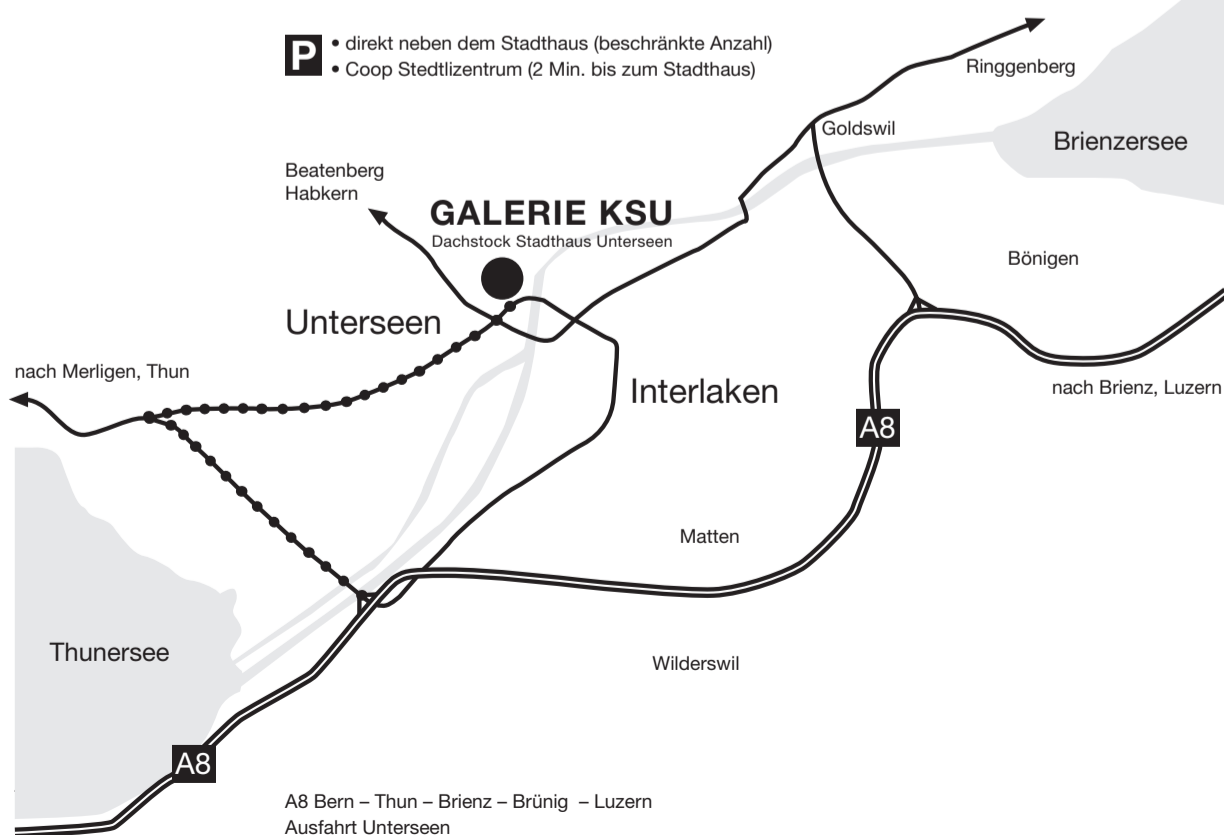 P
• direkt neben dem Stadthaus (beschränkte Anzahl)
• Coop Stedtlizentrum (2 Min. bis zum Stadthaus)
Ringgenberg
Goldswil
Brienzersee
Beatenberg
Habkern
GALERIE KSU
Dachstock Stadthaus Unterseen
Bönigen
Unterseen
nach Merligen, Thun
Interlaken
nach Brienz, Luzern
A8
Matten
Thunersee
Wilderswil
A8
A8 Bern – Thun – Brienz – Brünig – Luzern
Ausfahrt Unterseen